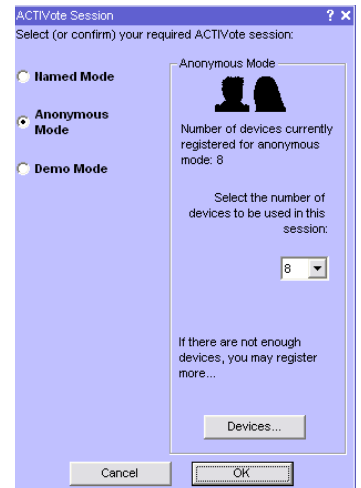 ACTIVote Session ? X
Select (or confirm) your required ACTIVote session:
Named Mode
Anonymous
Mode
Demo Mode
Anonymous Mode
Number of devices currently
registered for anonymous
mode: 8
Select the number of
devices to be used in this
session:
8
If there are not enough
devices, you may register
more...
Devices...
Cancel
OK